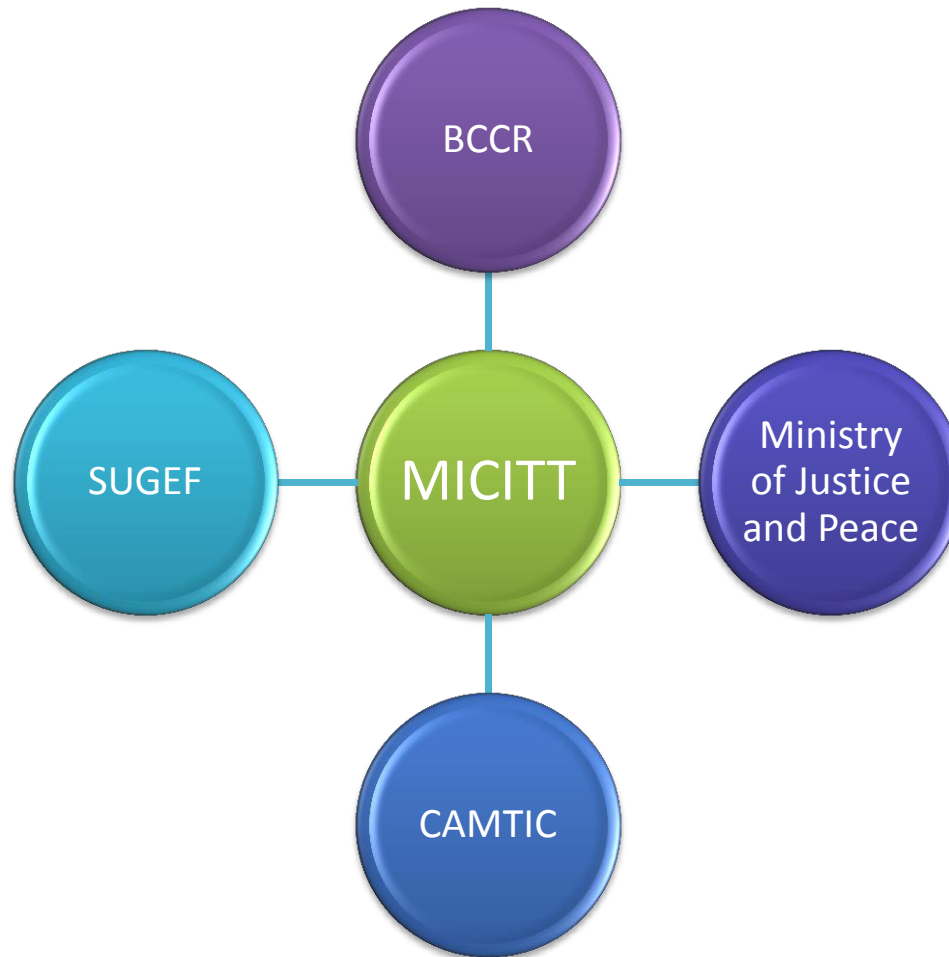 BCCR
SUGEF
MICITT
Ministry
of Justice
and Peace
CAMTIC